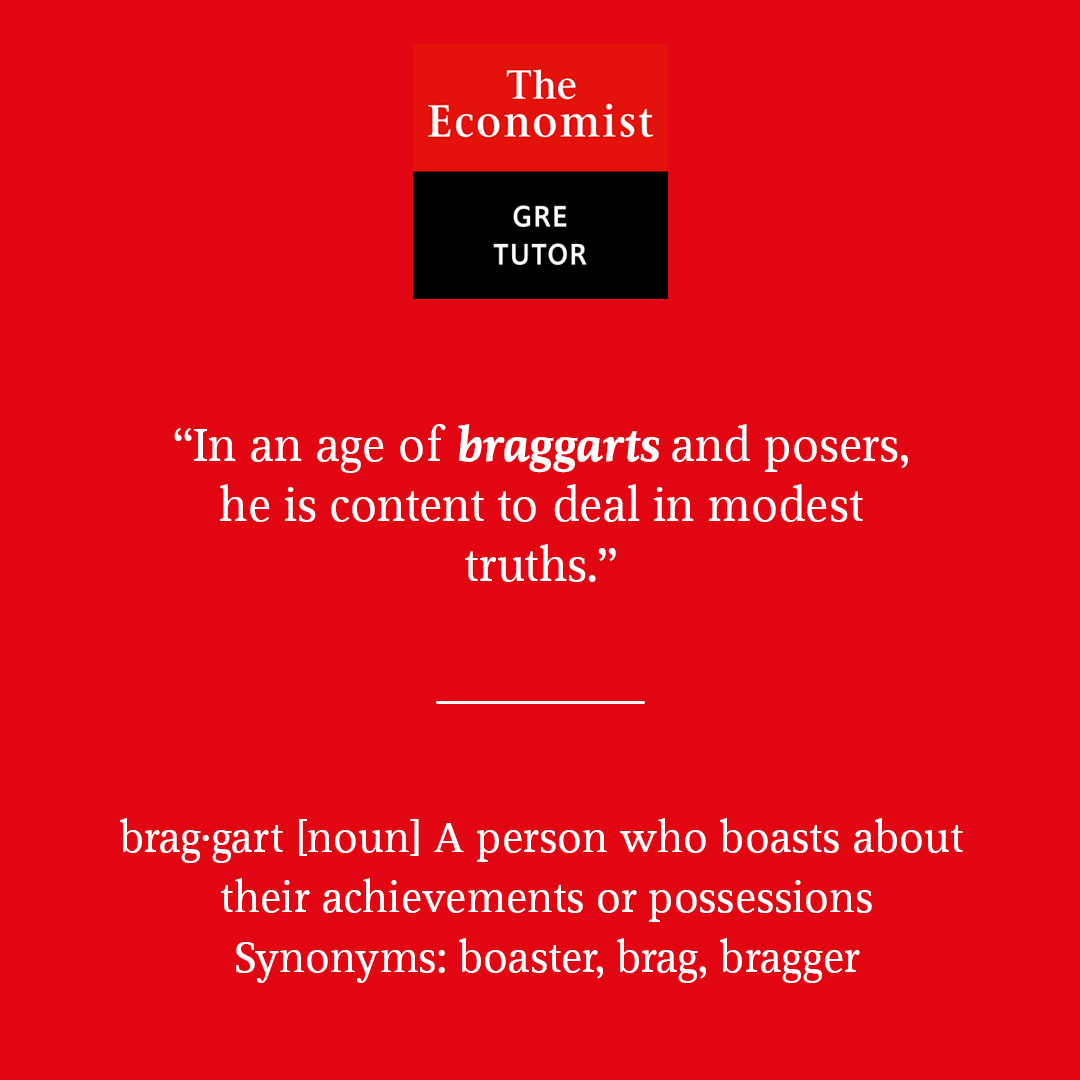 The
Economist
GRE
TUTOR
“In an age of braggarts and posers,
he is content to deal in modest
truths.”
brag·gart [noun] A person who boasts about
their achievements or possessions
Synonyms: boaster, brag, bragger